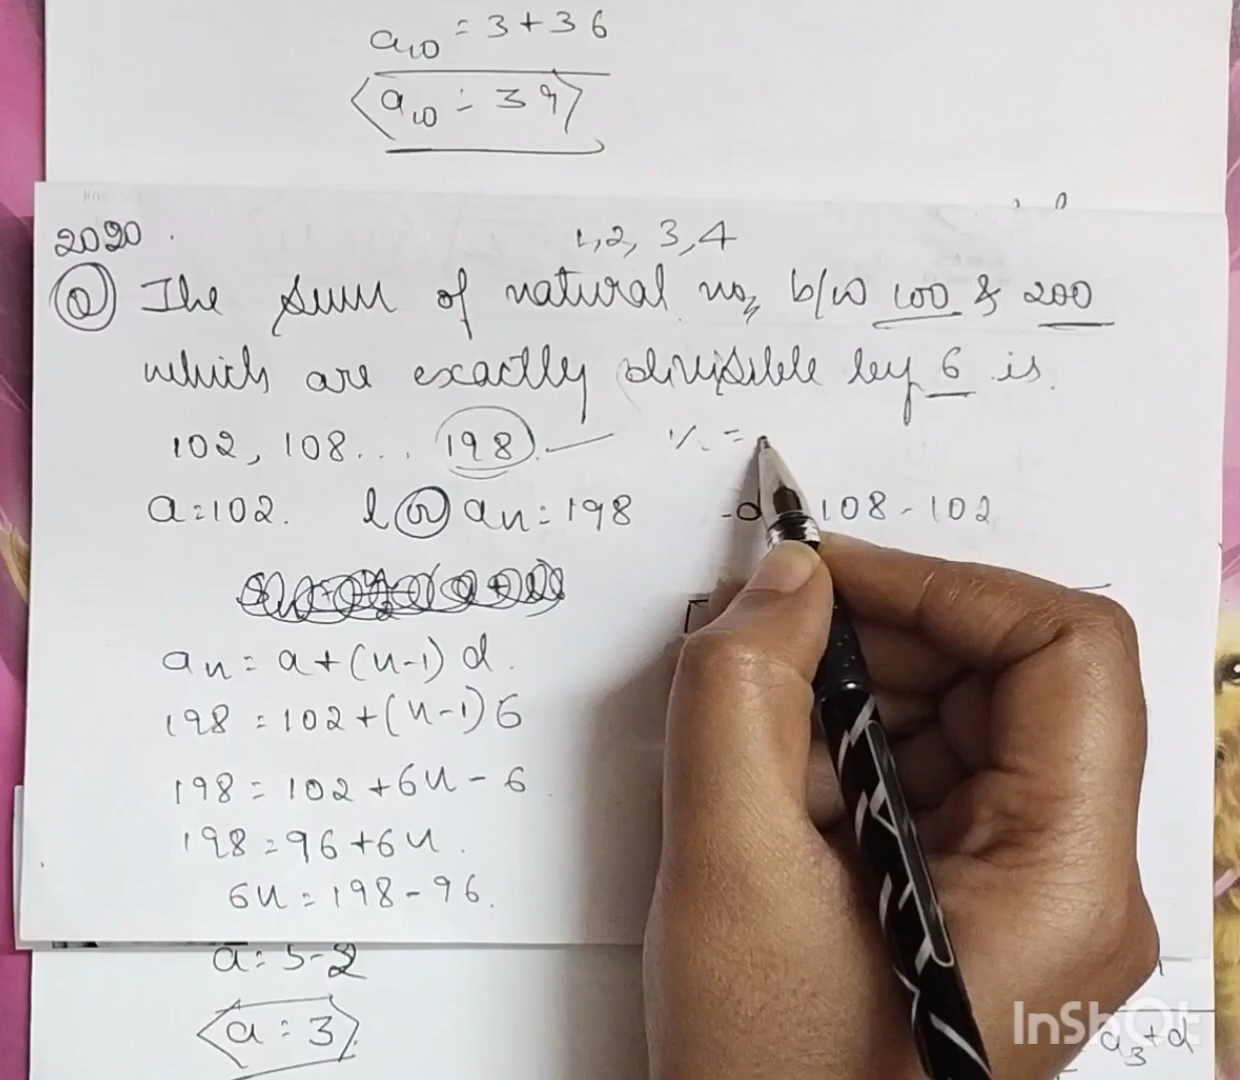 a₁₀ = 3 + 36
a₁₀ = 39
2020.
1, 2, 3, 4
Q The sum of natural no, b/w 100 & 200
which are exactly divisible by 6 is.
102, 108... 198.
a = 102. l or an = 198
108 - 102
an = a + (n-1) d.
198 = 102 + (n-1) 6
198 = 102 + 6n - 6
198 = 96 + 6n.
6n = 198 - 96.
a = 5 - 2
a = 3
a₃ + d
InShOt